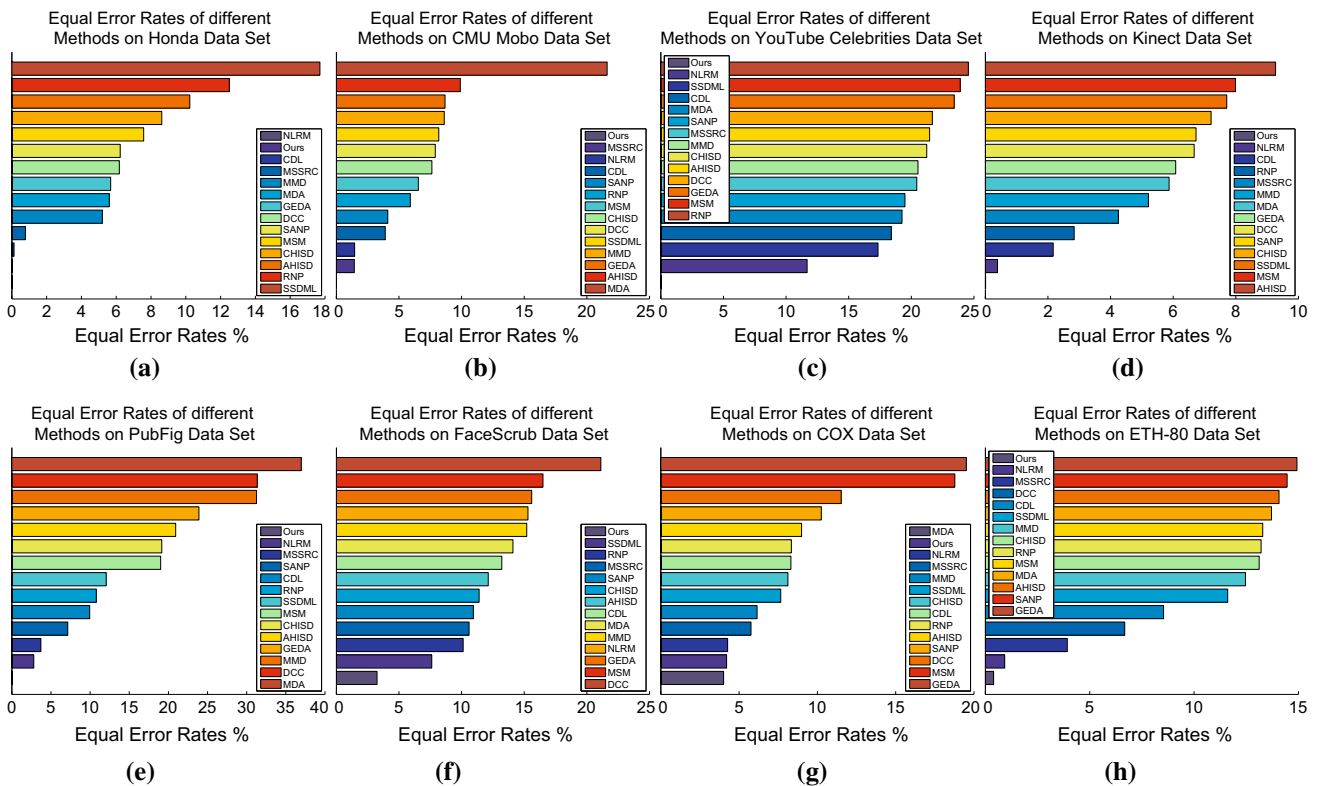 Equal Error Rates of different
Methods on Honda Data Set
NLRM
Ours
CDL
MSSRC
MMD
MDA
GEDA
DCC
SANP
MSM
CHISD
AHISD
RNP
SSDML
0 2 4 6 8 10 12 14 16 18
Equal Error Rates %
(a)
Equal Error Rates of different
Methods on CMU Mobo Data Set
Ours
MSSRC
NLRM
CDL
SANP
RNP
MSM
CHISD
DCC
SSDML
MMD
GEDA
AHISD
MDA
0 5 10 15 20 25
Equal Error Rates %
(b)
Equal Error Rates of different
Methods on YouTube Celebrities Data Set
Ours
NLRM
SSDML
CDL
MDA
SANP
MSSRC
MMD
CHISD
AHISD
DCC
GEDA
MSM
RNP
0 5 10 15 20 25
Equal Error Rates %
(c)
Equal Error Rates of different
Methods on Kinect Data Set
Ours
NLRM
CDL
RNP
MSSRC
MMD
MDA
GEDA
DCC
SANP
CHISD
SSDML
MSM
AHISD
0 2 4 6 8 10
Equal Error Rates %
(d)
Equal Error Rates of different
Methods on PubFig Data Set
Ours
NLRM
MSSRC
SANP
CDL
RNP
SSDML
MSM
CHISD
AHISD
GEDA
MMD
DCC
MDA
0 5 10 15 20 25 30 35 40
Equal Error Rates %
(e)
Equal Error Rates of different
Methods on FaceScrub Data Set
Ours
SSDML
RNP
MSSRC
SANP
CHISD
AHISD
CDL
MDA
MMD
NLRM
GEDA
MSM
DCC
0 5 10 15 20 25
Equal Error Rates %
(f)
Equal Error Rates of different
Methods on COX Data Set
MDA
Ours
NLRM
MSSRC
MMD
SSDML
CHISD
CDL
RNP
AHISD
SANP
DCC
MSM
GEDA
0 5 10 15 20
Equal Error Rates %
(g)
Equal Error Rates of different
Methods on ETH-80 Data Set
Ours
NLRM
MSSRC
DCC
CDL
SSDML
MMD
CHISD
RNP
MSM
MDA
AHISD
SANP
GEDA
0 5 10 15
Equal Error Rates %
(h)